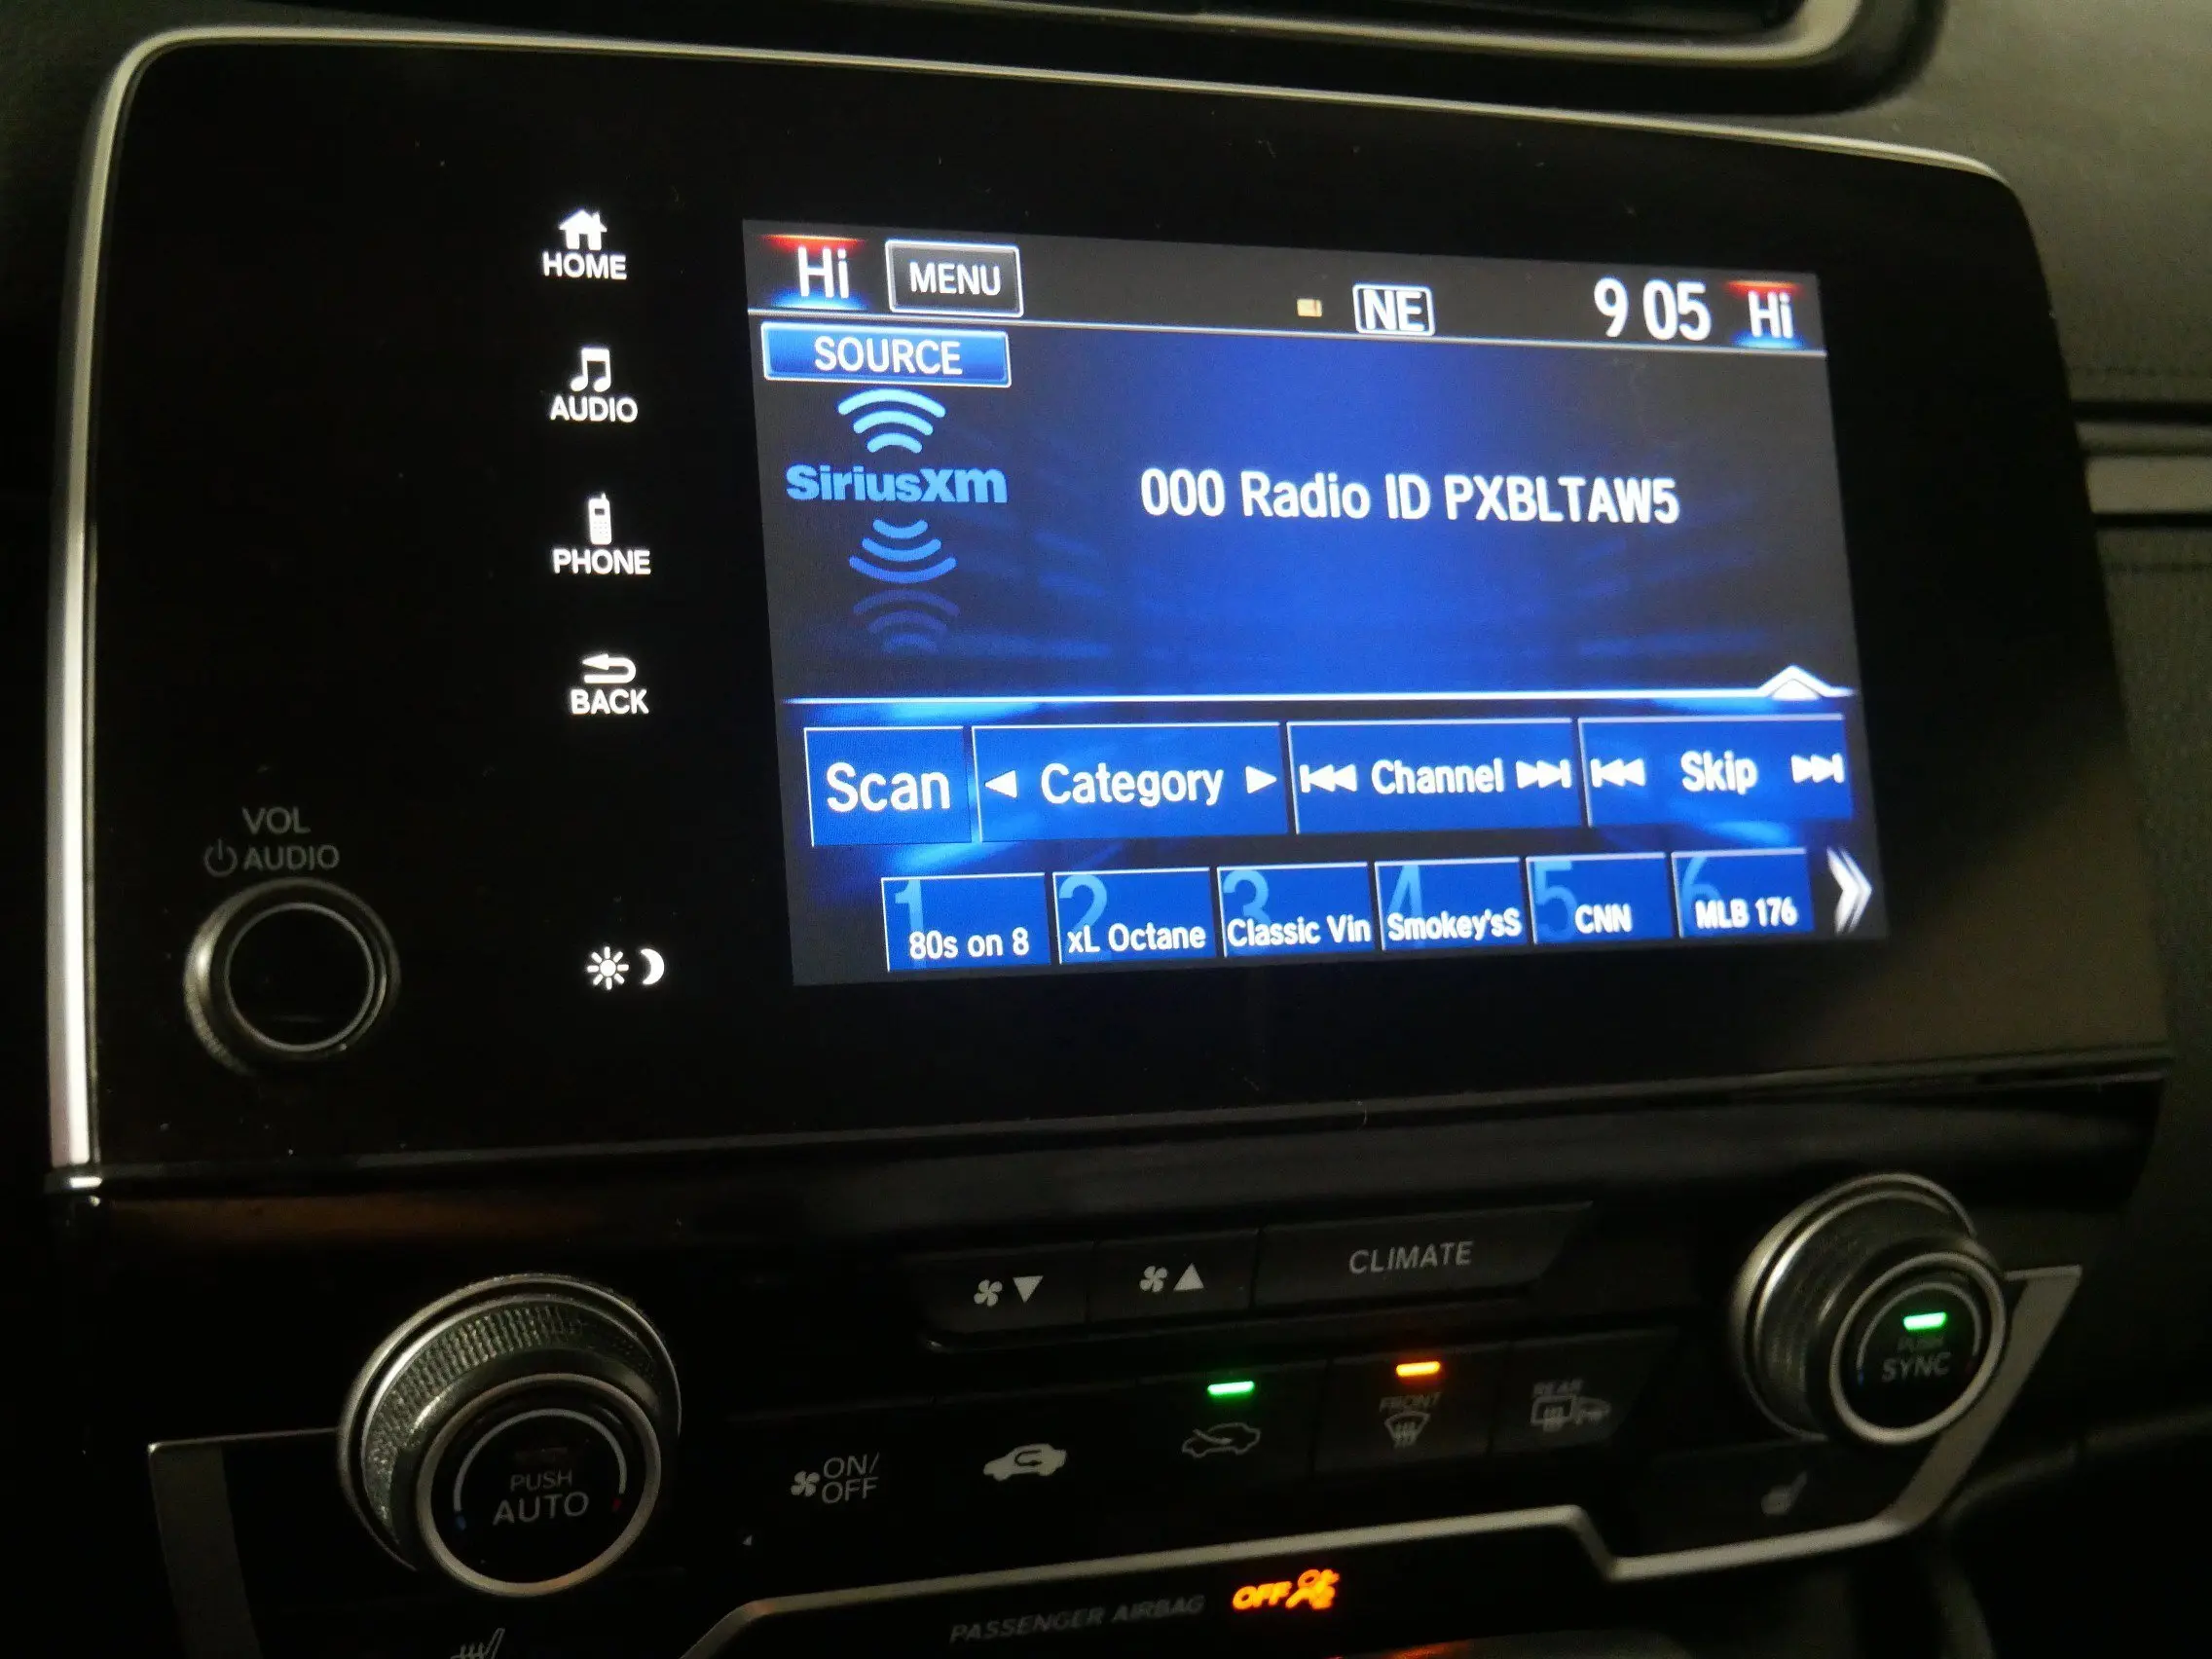 HOME
AUDIO
PHONE
BACK
VOL
AUDIO
Hi
MENU
NE
9 05
Hi
SOURCE
SiriusXm
000 Radio ID PXBLTAW5
Scan
Category
Channel
Skip
1
80s on 8
2
xL Octane
3
Classic Vin
4
Smokey'sS
5
CNN
6
MLB 176
CLIMATE
PUSH
SYNC
PUSH
AUTO
ON/
OFF
FRONT
REAR
PASSENGER AIRBAG OFF